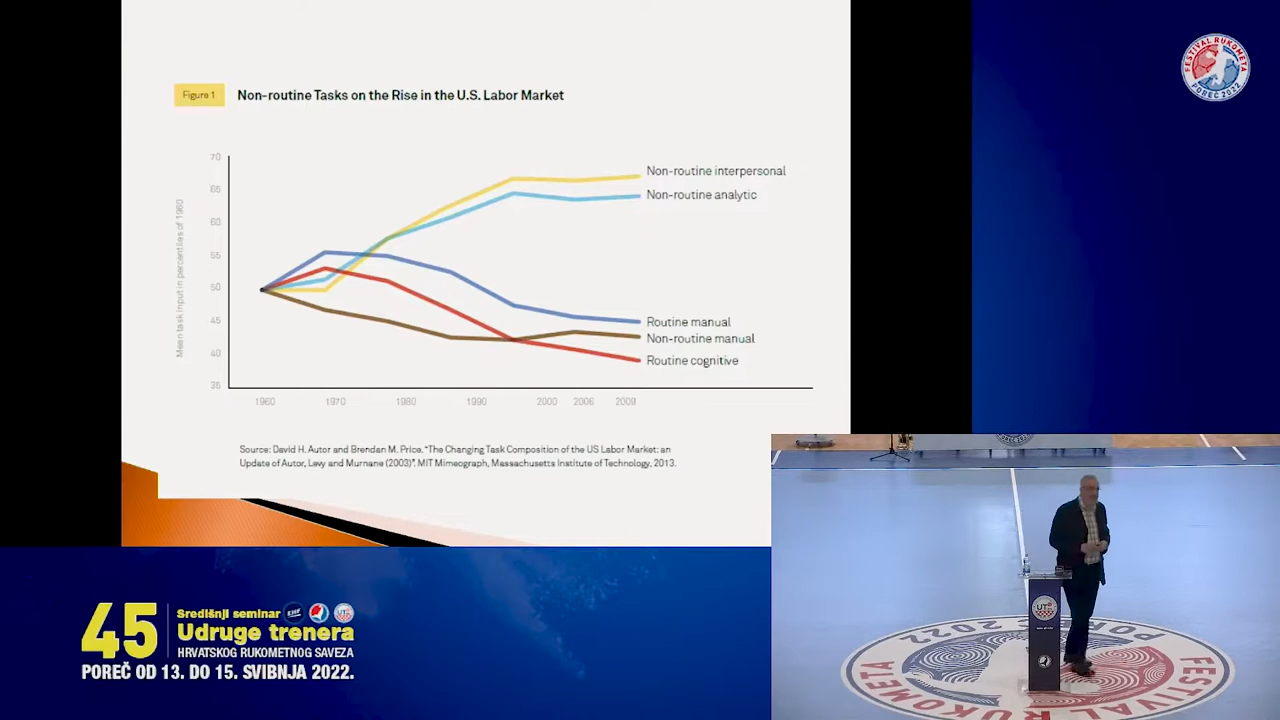 Figure 1
Non-routine Tasks on the Rise in the U.S. Labor Market
Mean task input in percentiles of 1960
70
65
60
55
50
45
40
35
Non-routine interpersonal
Non-routine analytic
Routine manual
Non-routine manual
Routine cognitive
1960 1970 1980 1990 2000 2006 2009
Source: David H. Autor and Brendan M. Price, "The Changing Task Composition of the US Labor Market: an
Update of Autor, Levy and Murnane (2003)". MIT Mimeograph, Massachusetts Institute of Technology, 2013.
FESTIVAL RUKOMETA
POREČ 2022
45
Središnji seminar
EHF
Udruge trenera
HRVATSKOG RUKOMETNOG SAVEZA
POREČ OD 13. DO 15. SVIBNJA 2022.
POREČ 2022
FESTIVAL RUKOMETA